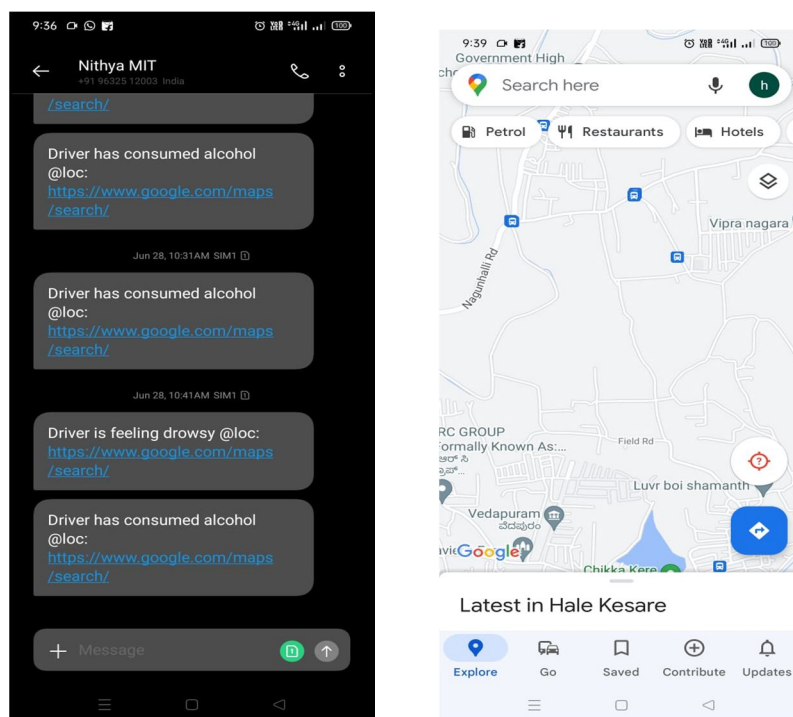 9:36
100
Nithya MIT
+91 96325 12003 India
/search/
Driver has consumed alcohol
@loc:
https://www.google.com/maps
/search/
Jun 28, 10:31AM SIM1
Driver has consumed alcohol
@loc:
https://www.google.com/maps
/search/
Jun 28, 10:41AM SIM1
Driver is feeling drowsy @loc:
https://www.google.com/maps
/search/
Driver has consumed alcohol
@loc:
https://www.google.com/maps
/search/
Message
9:39
100
Government High
Search here
h
Petrol
Restaurants
Hotels
Vipra nagara
Nagunhalli Rd
RC GROUP
Formally Known As:...
Field Rd
Luvr boi shamanth
Vedapuram
ವೆದಪುರಂ
Google
Chikka Kere
Latest in Hale Kesare
Explore
Go
Saved
Contribute
Updates